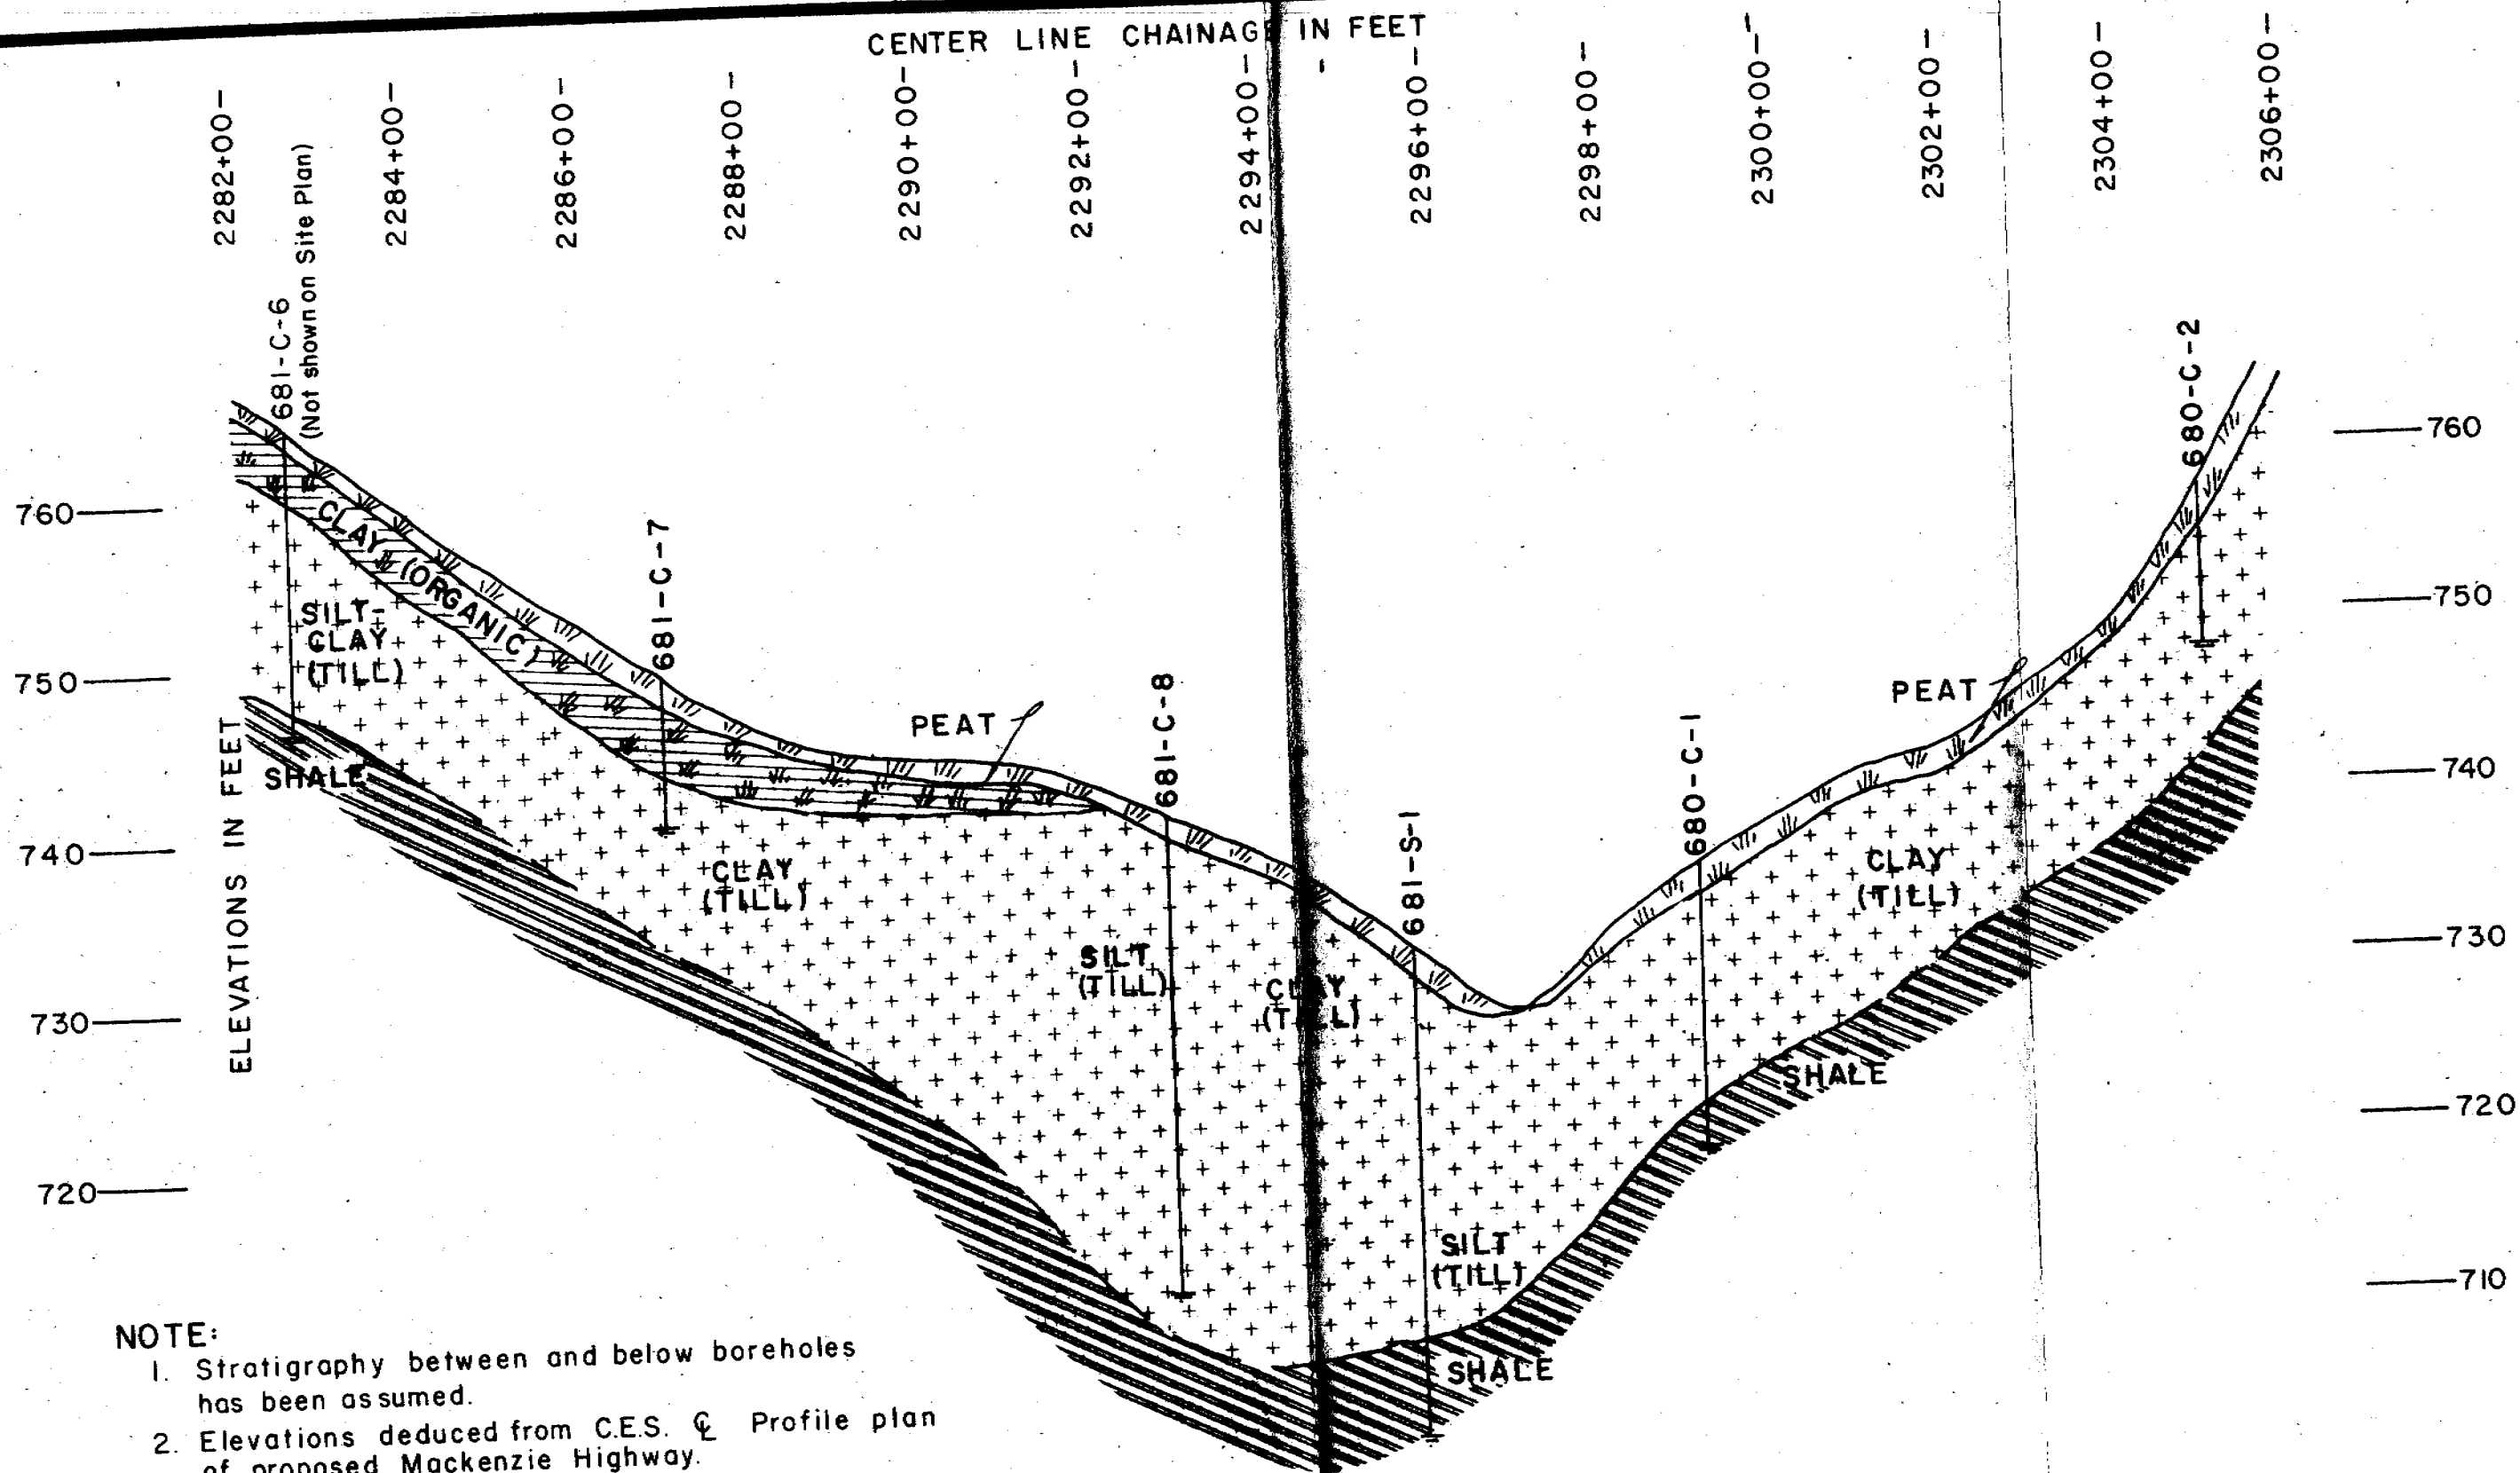 CENTER LINE CHAINAGE IN FEET
2282+00
2284+00
2286+00
2288+00
2290+00
2292+00
2294+00
2296+00
2298+00
2300+00
2302+00
2304+00
2306+00
681-C-6
(Not shown on Site Plan)
681-C-7
681-C-8
681-S-1
680-C-1
680-C-2
ELEVATIONS IN FEET
760
750
740
730
720
760
750
740
730
720
710
CLAY (ORGANIC)
SILT-
CLAY
(TILL)
SHALE
PEAT
CLAY
(TILL)
SILT
(TILL)
CLAY
(TILL)
SILT
(TILL)
SHALE
PEAT
CLAY
(TILL)
SHALE
NOTE:
1. Stratigraphy between and below boreholes
has been assumed.
2. Elevations deduced from C.E.S. ℄ Profile plan
of proposed Mackenzie Highway.